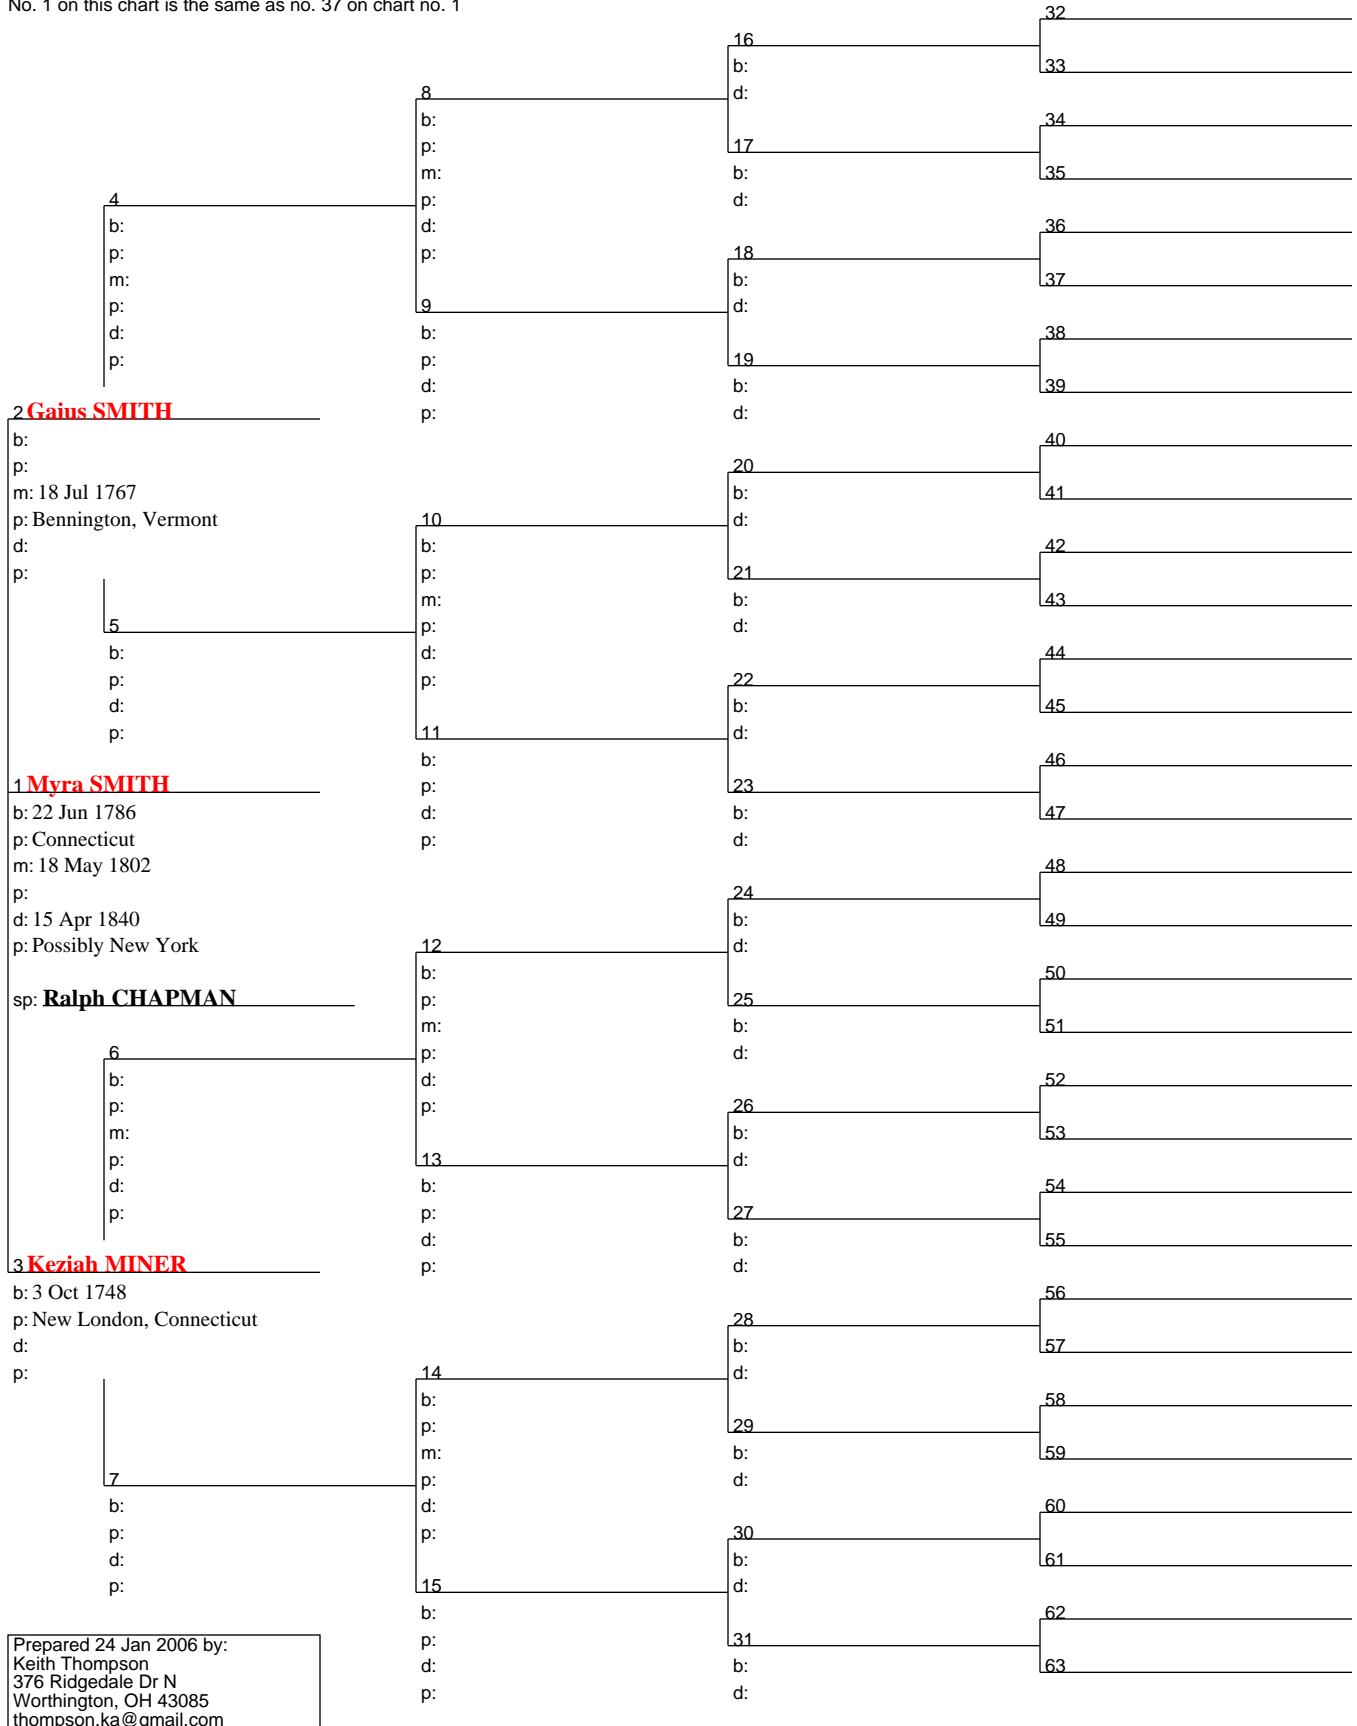 No. 1 on this chart is the same as no. 37 on chart no. 1
2 Gaius SMITH
b:
p:
m: 18 Jul 1767
p: Bennington, Vermont
d:
p:
1 Myra SMITH
b: 22 Jun 1786
p: Connecticut
m: 18 May 1802
p:
d: 15 Apr 1840
p: Possibly New York
sp: Ralph CHAPMAN
3 Keziah MINER
b: 3 Oct 1748
p: New London, Connecticut
d:
p:
Prepared 24 Jan 2006 by:
Keith Thompson
376 Ridgedale Dr N
Worthington, OH 43085
thompson.ka@gmail.com
4
b:
p:
m:
p:
d:
p:
5
b:
p:
d:
p:
6
b:
p:
m:
p:
d:
p:
7
b:
p:
d:
p:
8
b:
p:
m:
p:
d:
p:
9
b:
p:
d:
p:
10
b:
p:
m:
p:
d:
p:
11
b:
p:
d:
p:
12
b:
p:
m:
p:
d:
p:
13
b:
p:
d:
p:
14
b:
p:
m:
p:
d:
p:
15
b:
p:
d:
p:
16
b:
d:
17
b:
d:
18
b:
d:
19
b:
d:
20
b:
d:
21
b:
d:
22
b:
d:
23
b:
d:
24
b:
d:
25
b:
d:
26
b:
d:
27
b:
d:
28
b:
d:
29
b:
d:
30
b:
d:
31
b:
d:
32
33
34
35
36
37
38
39
40
41
42
43
44
45
46
47
48
49
50
51
52
53
54
55
56
57
58
59
60
61
62
63